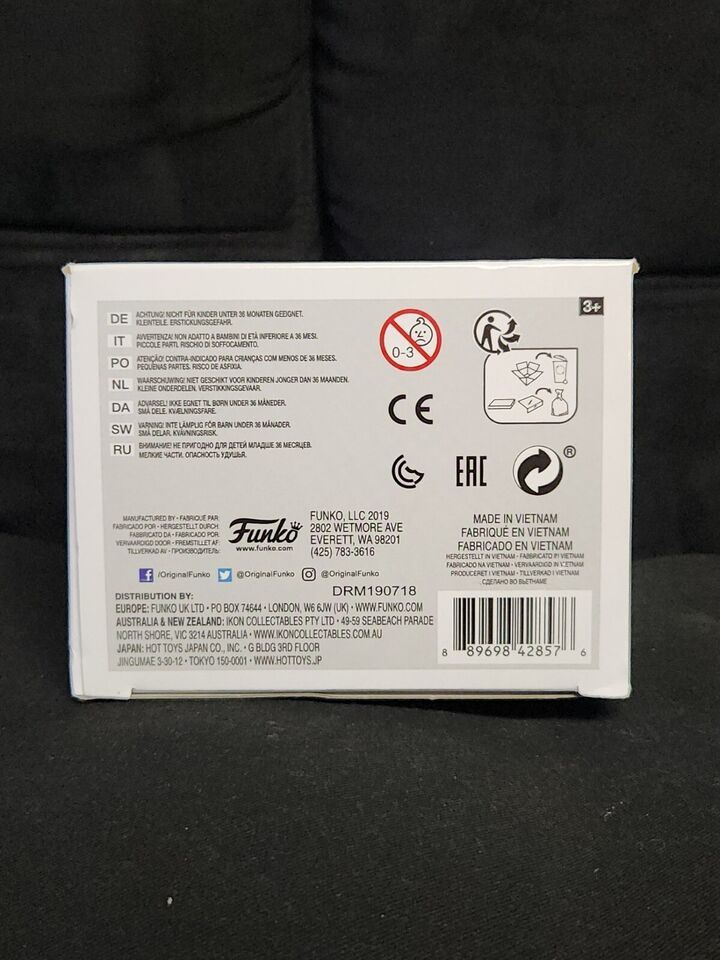 3+
DE ACHTUNG! NICHT FÜR KINDER UNTER 36 MONATEN GEEIGNET.
KLEINTEILE. ERSTICKUNGSGEFAHR.
IT AVVERTENZA! NON ADATTO A BAMBINI DI ETÀ INFERIORE A 36 MESI.
PICCOLE PARTI. RISCHIO DI SOFFOCAMENTO.
PO ATENÇÃO! CONTRA-INDICADO PARA CRIANÇAS COM MENOS DE 36 MESES.
PEQUENAS PARTES. RISCO DE ASFIXIA.
NL WAARSCHUWING! NIET GESCHIKT VOOR KINDEREN JONGER DAN 36 MAANDEN.
KLEINE ONDERDELEN. VERSTIKKINGSGEVAAR.
DA ADVARSEL! IKKE EGNET TIL BØRN UNDER 36 MÅNEDER.
SMÅ DELE. KVÆLNINGSFARE.
SW VARNING! INTE LÄMPLIG FÖR BARN UNDER 36 MÅNADER.
SMÅ DELAR. KVÄVNINGSRISK.
RU ВНИМАНИЕ! НЕ ПРИГОДНО ДЛЯ ДЕТЕЙ МЛАДШЕ 36 МЕСЯЦЕВ.
МЕЛКИЕ ЧАСТИ. ОПАСНОСТЬ УДУШЬЯ.
0-3
CE
EAC
®
MANUFACTURED BY • FABRIQUÉ PAR
FABRICADO POR • HERGESTELLT DURCH
FABBRICATO DA • FABRICADO POR
VERVAARDIGD DOOR • FREMSTILLET AF
TILLVERKAD AV • ПРОИЗВОДИТЕЛЬ:
Funko
www.funko.com
FUNKO, LLC 2019
2802 WETMORE AVE
EVERETT, WA 98201
(425) 783-3616
MADE IN VIETNAM
FABRIQUÉ EN VIETNAM
FABRICADO EN VIETNAM
HERGESTELLT IN VIETNAM • FABBRICATO IN VIETNAM
FABRICADO NA VIETNAM • VERVAARDIGD IN VIETNAM
PRODUCERET I VIETNAM • TILLVERKAD I VIETNAM
СДЕЛАНО ВО ВЬЕТНАМЕ
/OriginalFunko @OriginalFunko @OriginalFunko
DRM190718
DISTRIBUTION BY:
EUROPE: FUNKO UK LTD • PO BOX 74644 • LONDON, W6 6JW (UK) • WWW.FUNKO.COM
AUSTRALIA & NEW ZEALAND: IKON COLLECTABLES PTY LTD • 49-59 SEABEACH PARADE
NORTH SHORE, VIC 3214 AUSTRALIA • WWW.IKONCOLLECTABLES.COM.AU
JAPAN: HOT TOYS JAPAN CO., INC. • G BLDG 3RD FLOOR
JINGUMAE 3-30-12 • TOKYO 150-0001 • WWW.HOTTOYS.JP
8 89698 42857 6